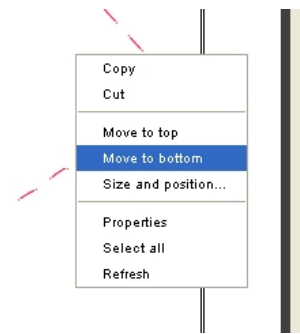 Copy
Cut
Move to top
Move to bottom
Size and position...
Properties
Select all
Refresh